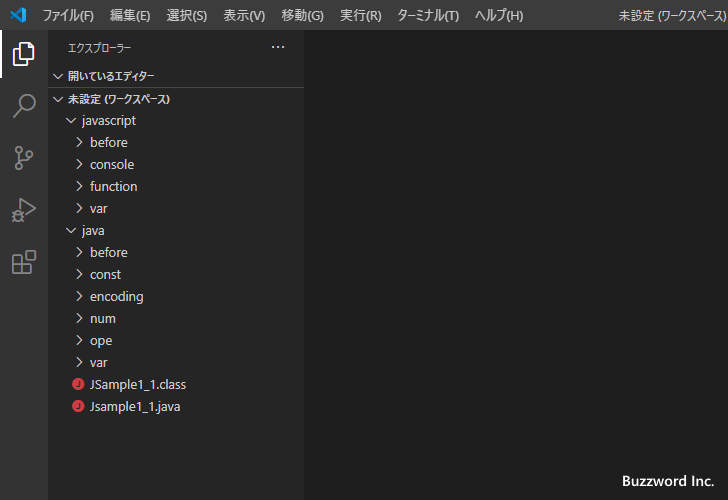 ファイル(F) 編集(E) 選択(S) 表示(V) 移動(G) 実行(R) ターミナル(T) ヘルプ(H) 未設定 (ワークスペース)
エクスプローラー
開いているエディター
未設定 (ワークスペース)
javascript
before
console
function
var
java
before
const
encoding
num
ope
var
J JSample1_1.class
J Jsample1_1.java
Buzzword Inc.